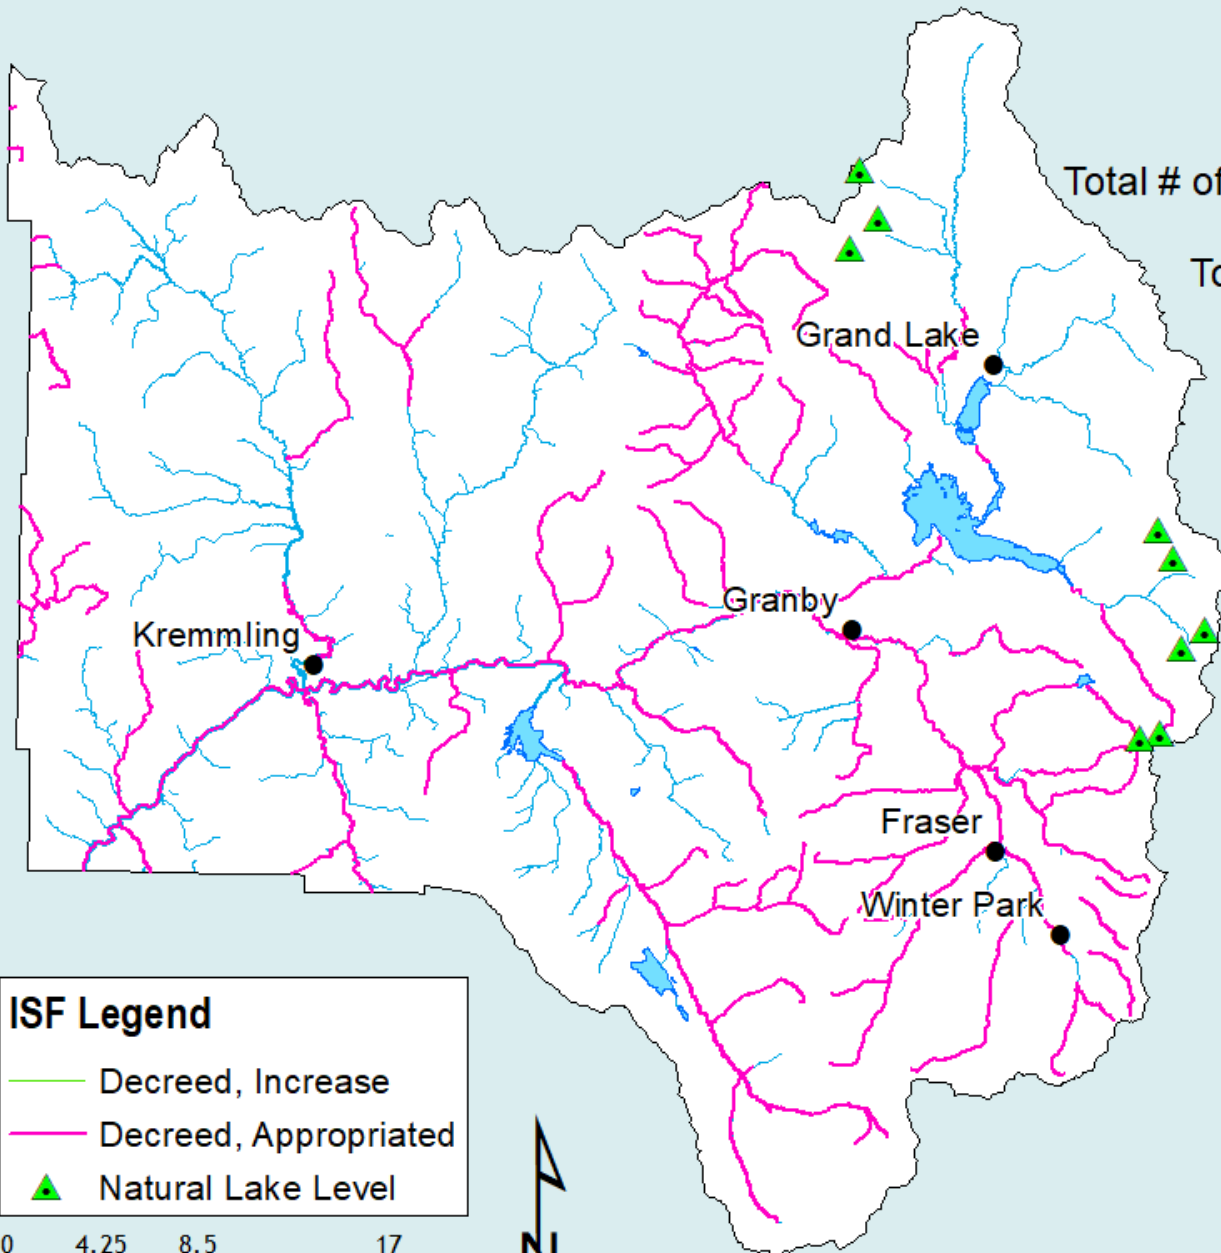 Total # of
To
Grand Lake
Granby
Kremmling
Fraser
Winter Park
ISF Legend
Decreed, Increase
Decreed, Appropriated
Natural Lake Level
0 4.25 8.5 17
N